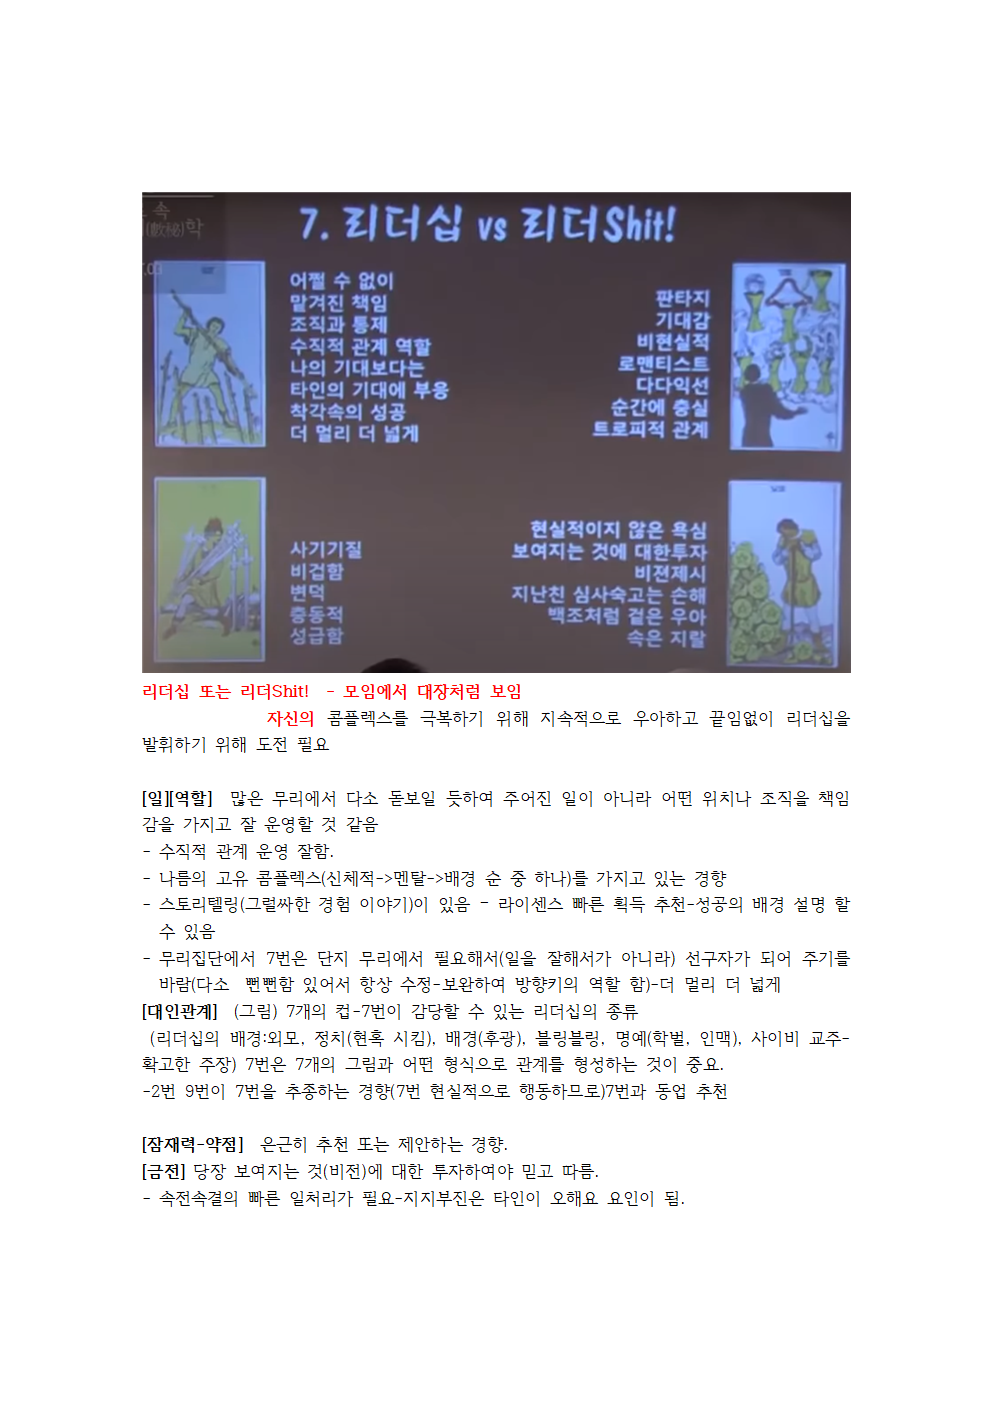 속
(數秘)학
7. 리더십 vs 리더Shit!
어쩔 수 없이
맡겨진 책임
조직과 통제
수직적 관계 역할
나의 기대보다는
타인의 기대에 부응
착각속의 성공
더 멀리 더 넓게
판타지
기대감
비현실적
로맨티스트
다다익선
순간에 충실
트로피적 관계
사기기질
비겁함
변덕
충동적
성급함
현실적이지 않은 욕심
보여지는 것에 대한투자
비젼제시
지난친 심사숙고는 손해
백조처럼 겉은 우아
속은 지랄
리더십 또는 리더Shit! - 모임에서 대장처럼 보임
자신의 콤플렉스를 극복하기 위해 지속적으로 우아하고 끝임없이 리더십을
발휘하기 위해 도전 필요
[일][역할] 많은 무리에서 다소 돋보일 듯하여 주어진 일이 아니라 어떤 위치나 조직을 책임
감을 가지고 잘 운영할 것 같음
- 수직적 관계 운영 잘함.
- 나름의 고유 콤플렉스(신체적->멘탈->배경 순 중 하나)를 가지고 있는 경향
- 스토리텔링(그럴싸한 경험 이야기)이 있음 - 라이센스 빠른 획득 추천-성공의 배경 설명 할
수 있음
- 무리집단에서 7번은 단지 무리에서 필요해서(일을 잘해서가 아니라) 선구자가 되어 주기를
바람(다소 뻔뻔함 있어서 항상 수정-보완하여 방향키의 역할 함)-더 멀리 더 넓게
[대인관계] (그림) 7개의 컵-7번이 감당할 수 있는 리더십의 종류
(리더십의 배경:외모, 정치(현혹 시킴), 배경(후광), 블링블링, 명예(학벌, 인맥), 사이비 교주-
확고한 주장) 7번은 7개의 그림과 어떤 형식으로 관계를 형성하는 것이 중요.
-2번 9번이 7번을 추종하는 경향(7번 현실적으로 행동하므로)7번과 동업 추천
[잠재력-약점] 은근히 추천 또는 제안하는 경향.
[금전] 당장 보여지는 것(비전)에 대한 투자하여야 믿고 따름.
- 속전속결의 빠른 일처리가 필요-지지부진은 타인이 오해요 요인이 됨.